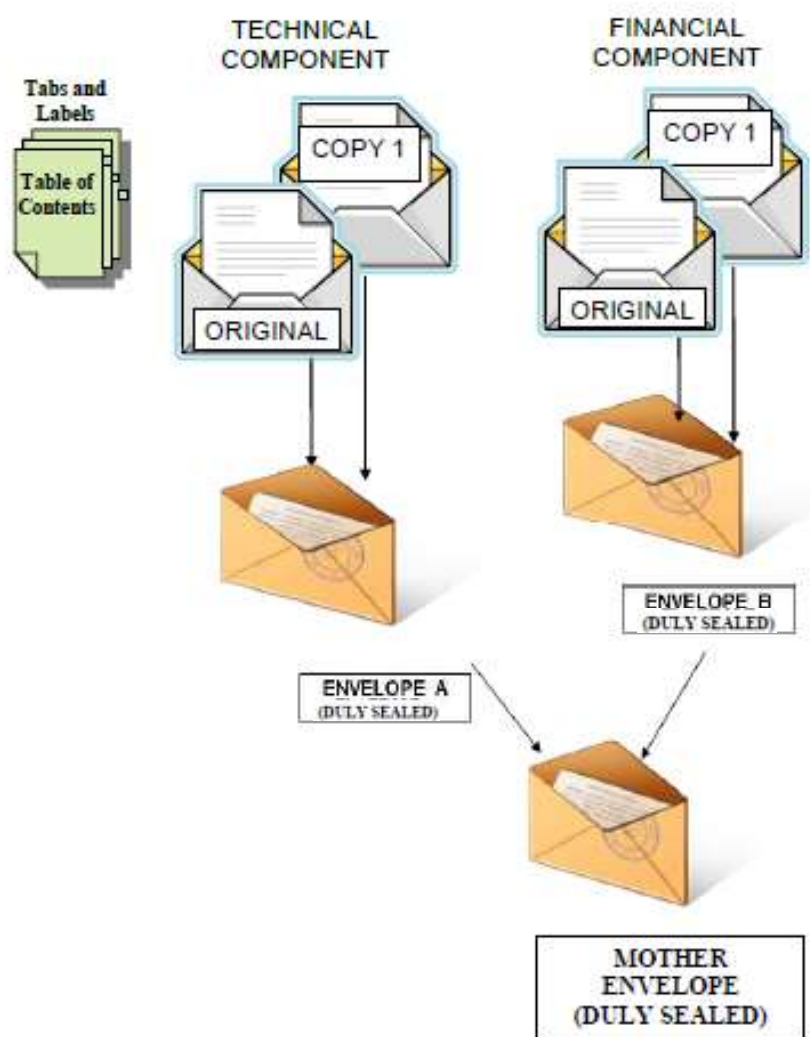 TECHNICAL
COMPONENT
FINANCIAL
COMPONENT
Tabs and
Labels
Table of
Contents
COPY 1
ORIGINAL
COPY 1
ORIGINAL
ENVELOPE B
(DULY SEALED)
ENVELOPE A
(DULY SEALED)
MOTHER
ENVELOPE
(DULY SEALED)